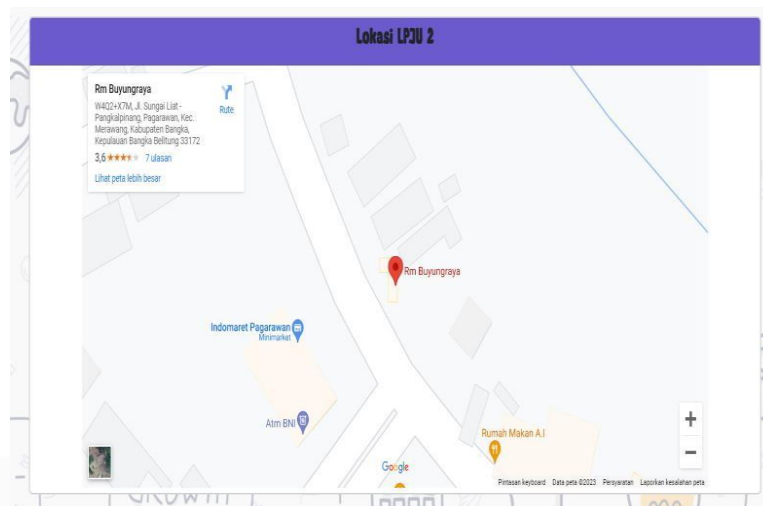 Lokasi LPJU 2
Rm Buyungraya
W4Q2+X7M, Jl. Sungai Liat -
Pangkalpinang, Pagarawan, Kec.
Merawang, Kabupaten Bangka,
Kepulauan Bangka Belitung 33172
3,6 7 ulasan
Lihat peta lebih besar
Rute
Rm Buyungraya
Indomaret Pagarawan
Minimarket
Atm BNI
Rumah Makan A.I
Google
Pintasan keyboard Data peta ©2023 Persyaratan Laporkan kesalahan peta
GROWTH